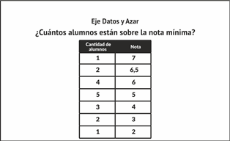 Eje Datos y Azar
¿Cuántos alumnos están sobre la nota mínima?
Cantidad de alumnos Nota
1 7
2 6,5
4 6
5 5
3 4
2 3
1 2